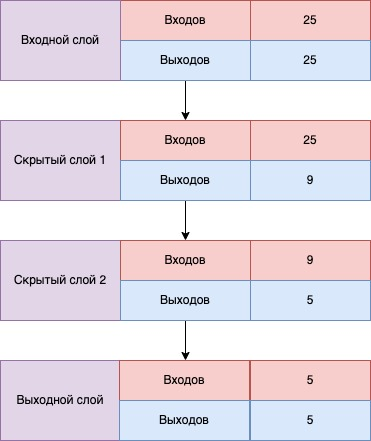 Входной слой
Входов 25
Выходов 25
Скрытый слой 1
Входов 25
Выходов 9
Скрытый слой 2
Входов 9
Выходов 5
Выходной слой
Входов 5
Выходов 5